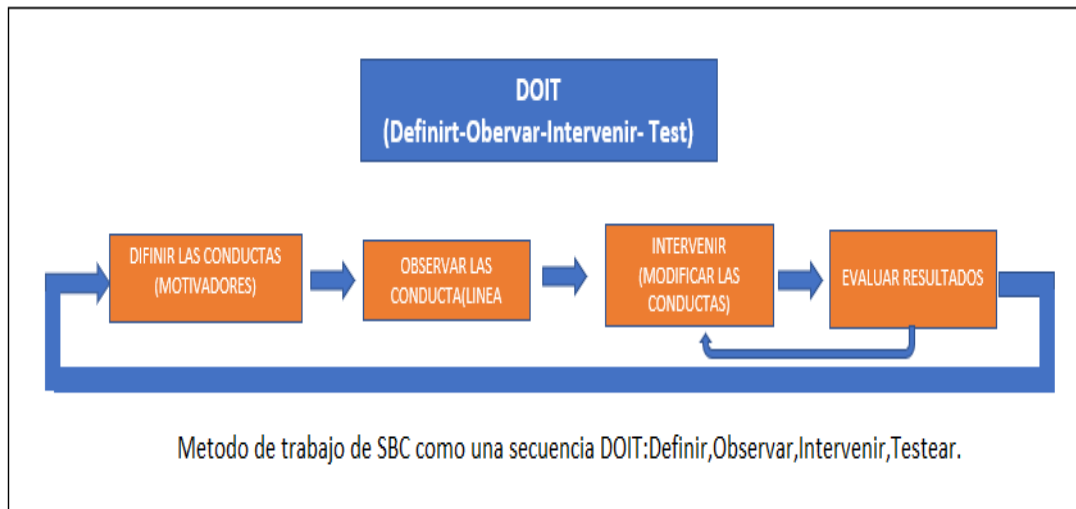 DOIT
(Definirt-Obervar-Intervenir- Test)
DIFINIR LAS CONDUCTAS
(MOTIVADORES)
OBSERVAR LAS
CONDUCTA(LINEA
INTERVENIR
(MODIFICAR LAS
CONDUCTAS)
EVALUAR RESULTADOS
Metodo de trabajo de SBC como una secuencia DOIT:Definir,Observar,Intervenir,Testear.